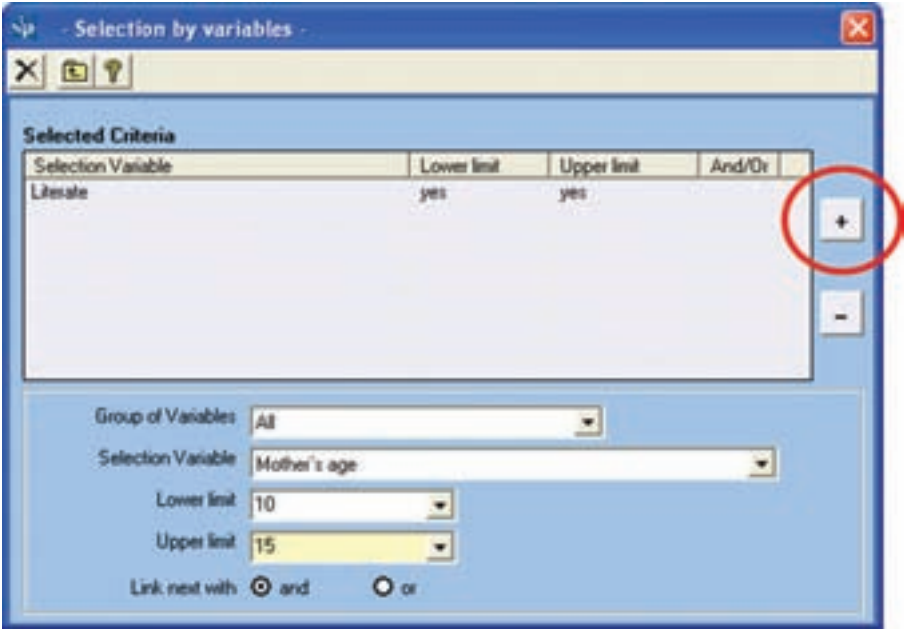 - Selection by variables -
Selected Criteria
Selection Variable Lower limit Upper limit And/Or
Literate yes yes
+
-
Group of Variables All
Selection Variable Mother's age
Lower limit 10
Upper limit 15
Link next with and or